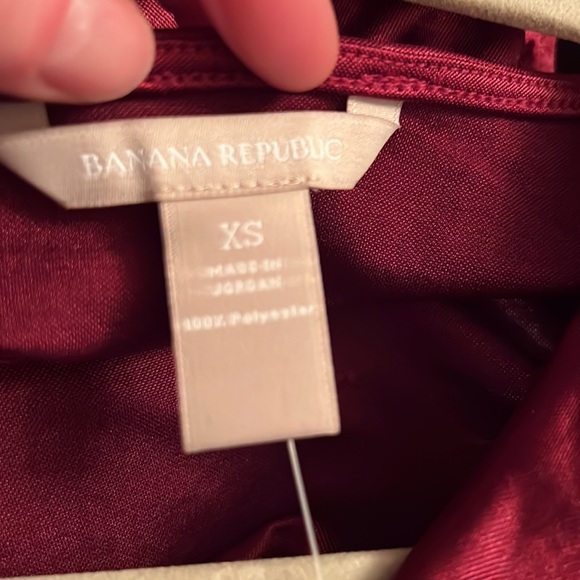 BANANA REPUBLIC
XS
MADE IN
JORDAN
100% Polyester